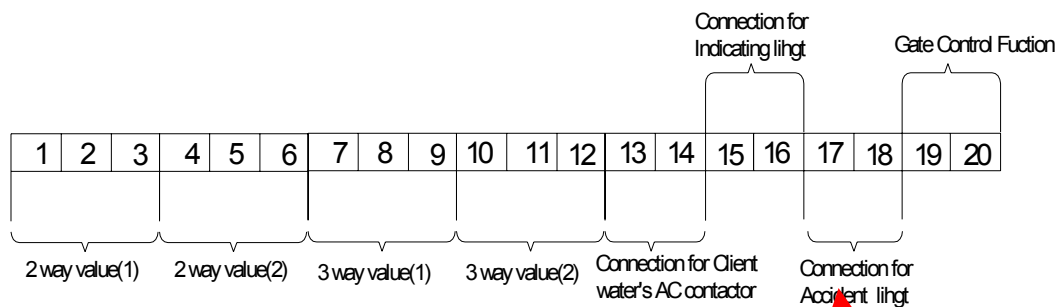 Connection for
Indicating lihgt
Gate Control Fuction
1 2 3 4 5 6 7 8 9 10 11 12 13 14 15 16 17 18 19 20
2 way value(1)
2 way value(2)
3 way value(1)
3 way value(2)
Connection for Client
water's AC contactor
Connection for
Accident lihgt